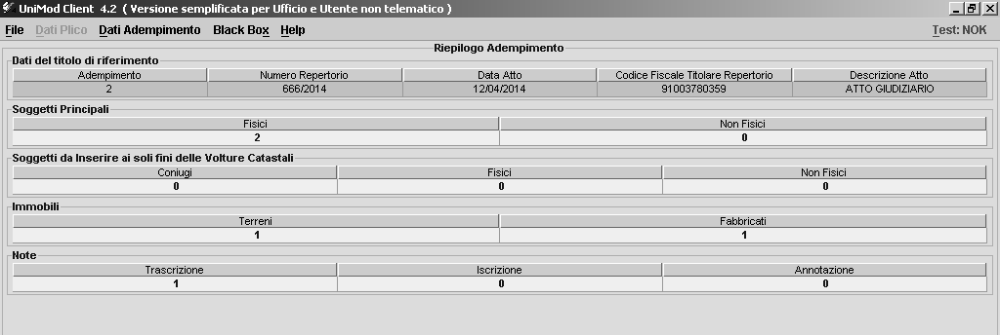 UniMod Client 4.2 ( Versione semplificata per Ufficio e Utente non telematico )
File Dati Plico Dati Adempimento Black Box Help Test: NOK
Riepilogo Adempimento
Dati del titolo di riferimento
Adempimento Numero Repertorio Data Atto Codice Fiscale Titolare Repertorio Descrizione Atto
2 666/2014 12/04/2014 91003780359 ATTO GIUDIZIARIO
Soggetti Principali
Fisici Non Fisici
2 0
Soggetti da Inserire ai soli fini delle Volture Catastali
Coniugi Fisici Non Fisici
0 0 0
Immobili
Terreni Fabbricati
1 1
Note
Trascrizione Iscrizione Annotazione
1 0 0